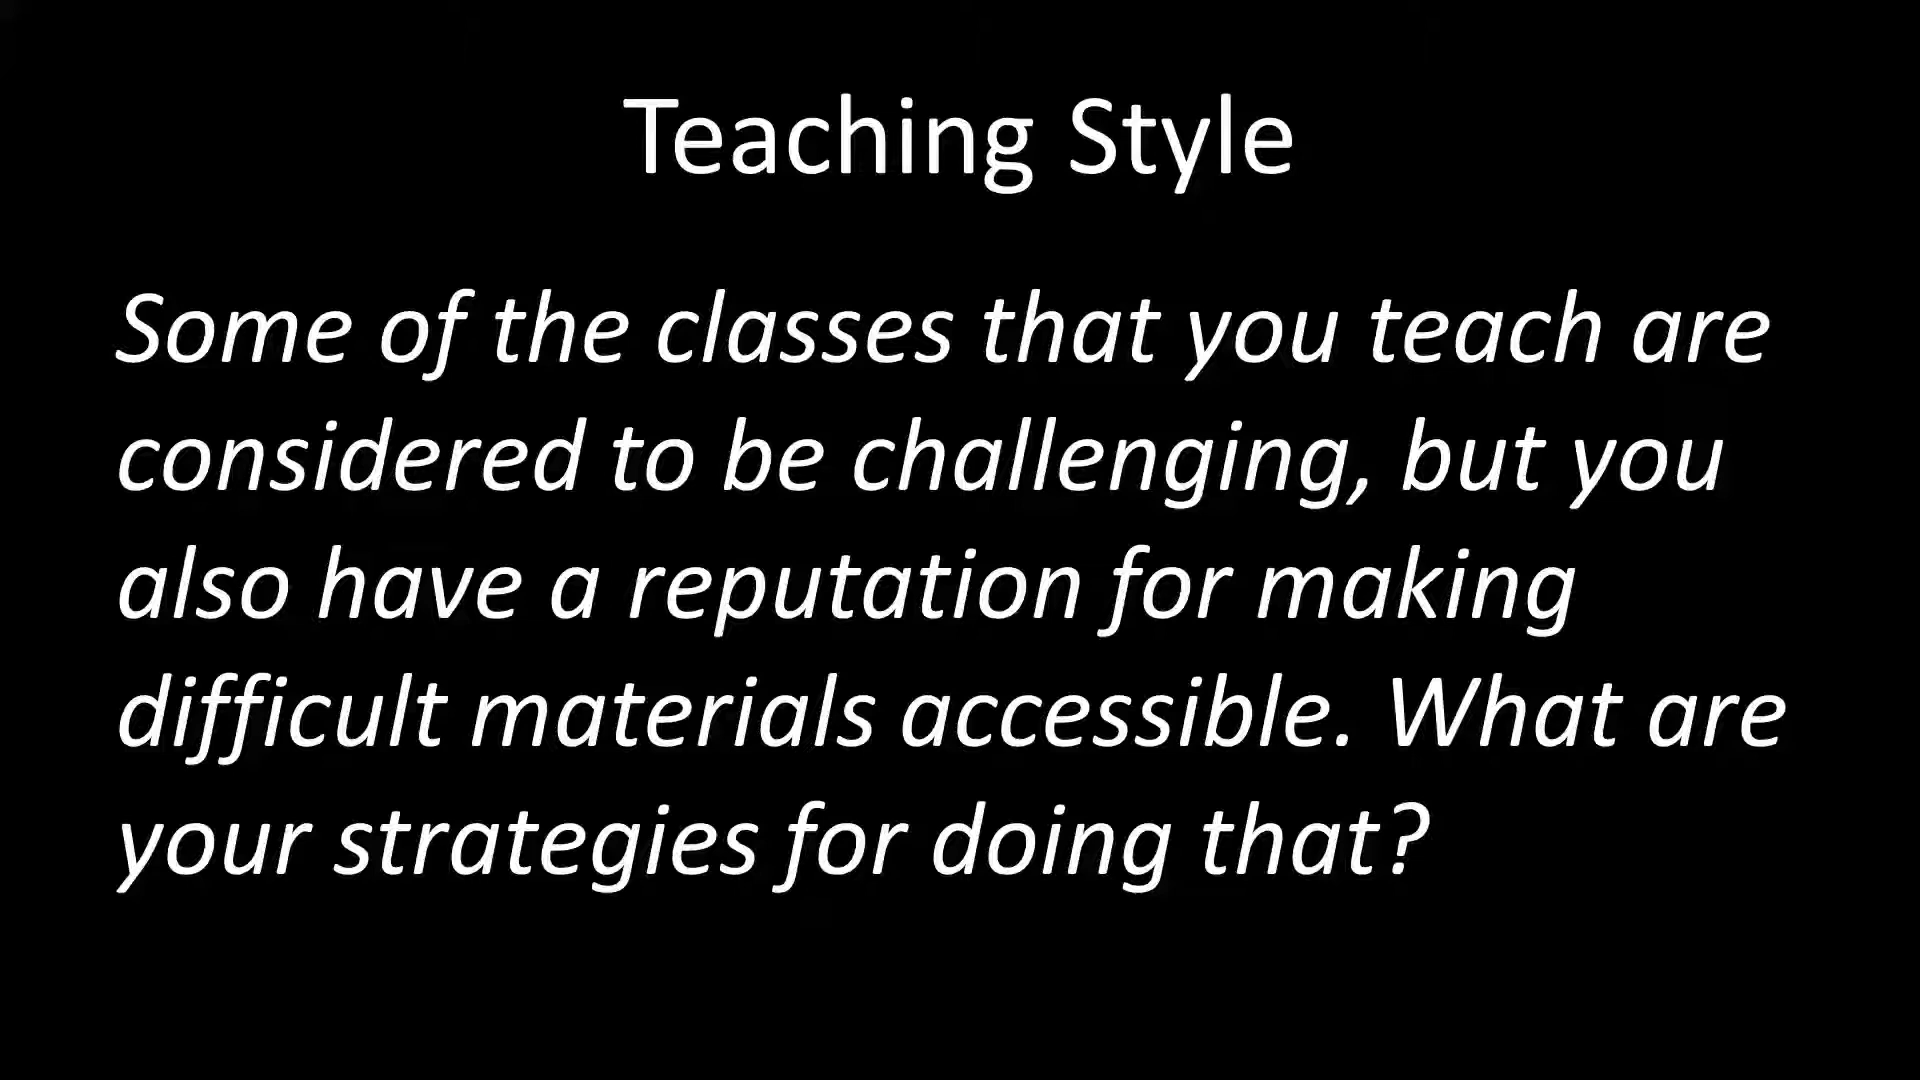 Teaching Style
Some of the classes that you teach are
considered to be challenging, but you
also have a reputation for making
difficult materials accessible. What are
your strategies for doing that?